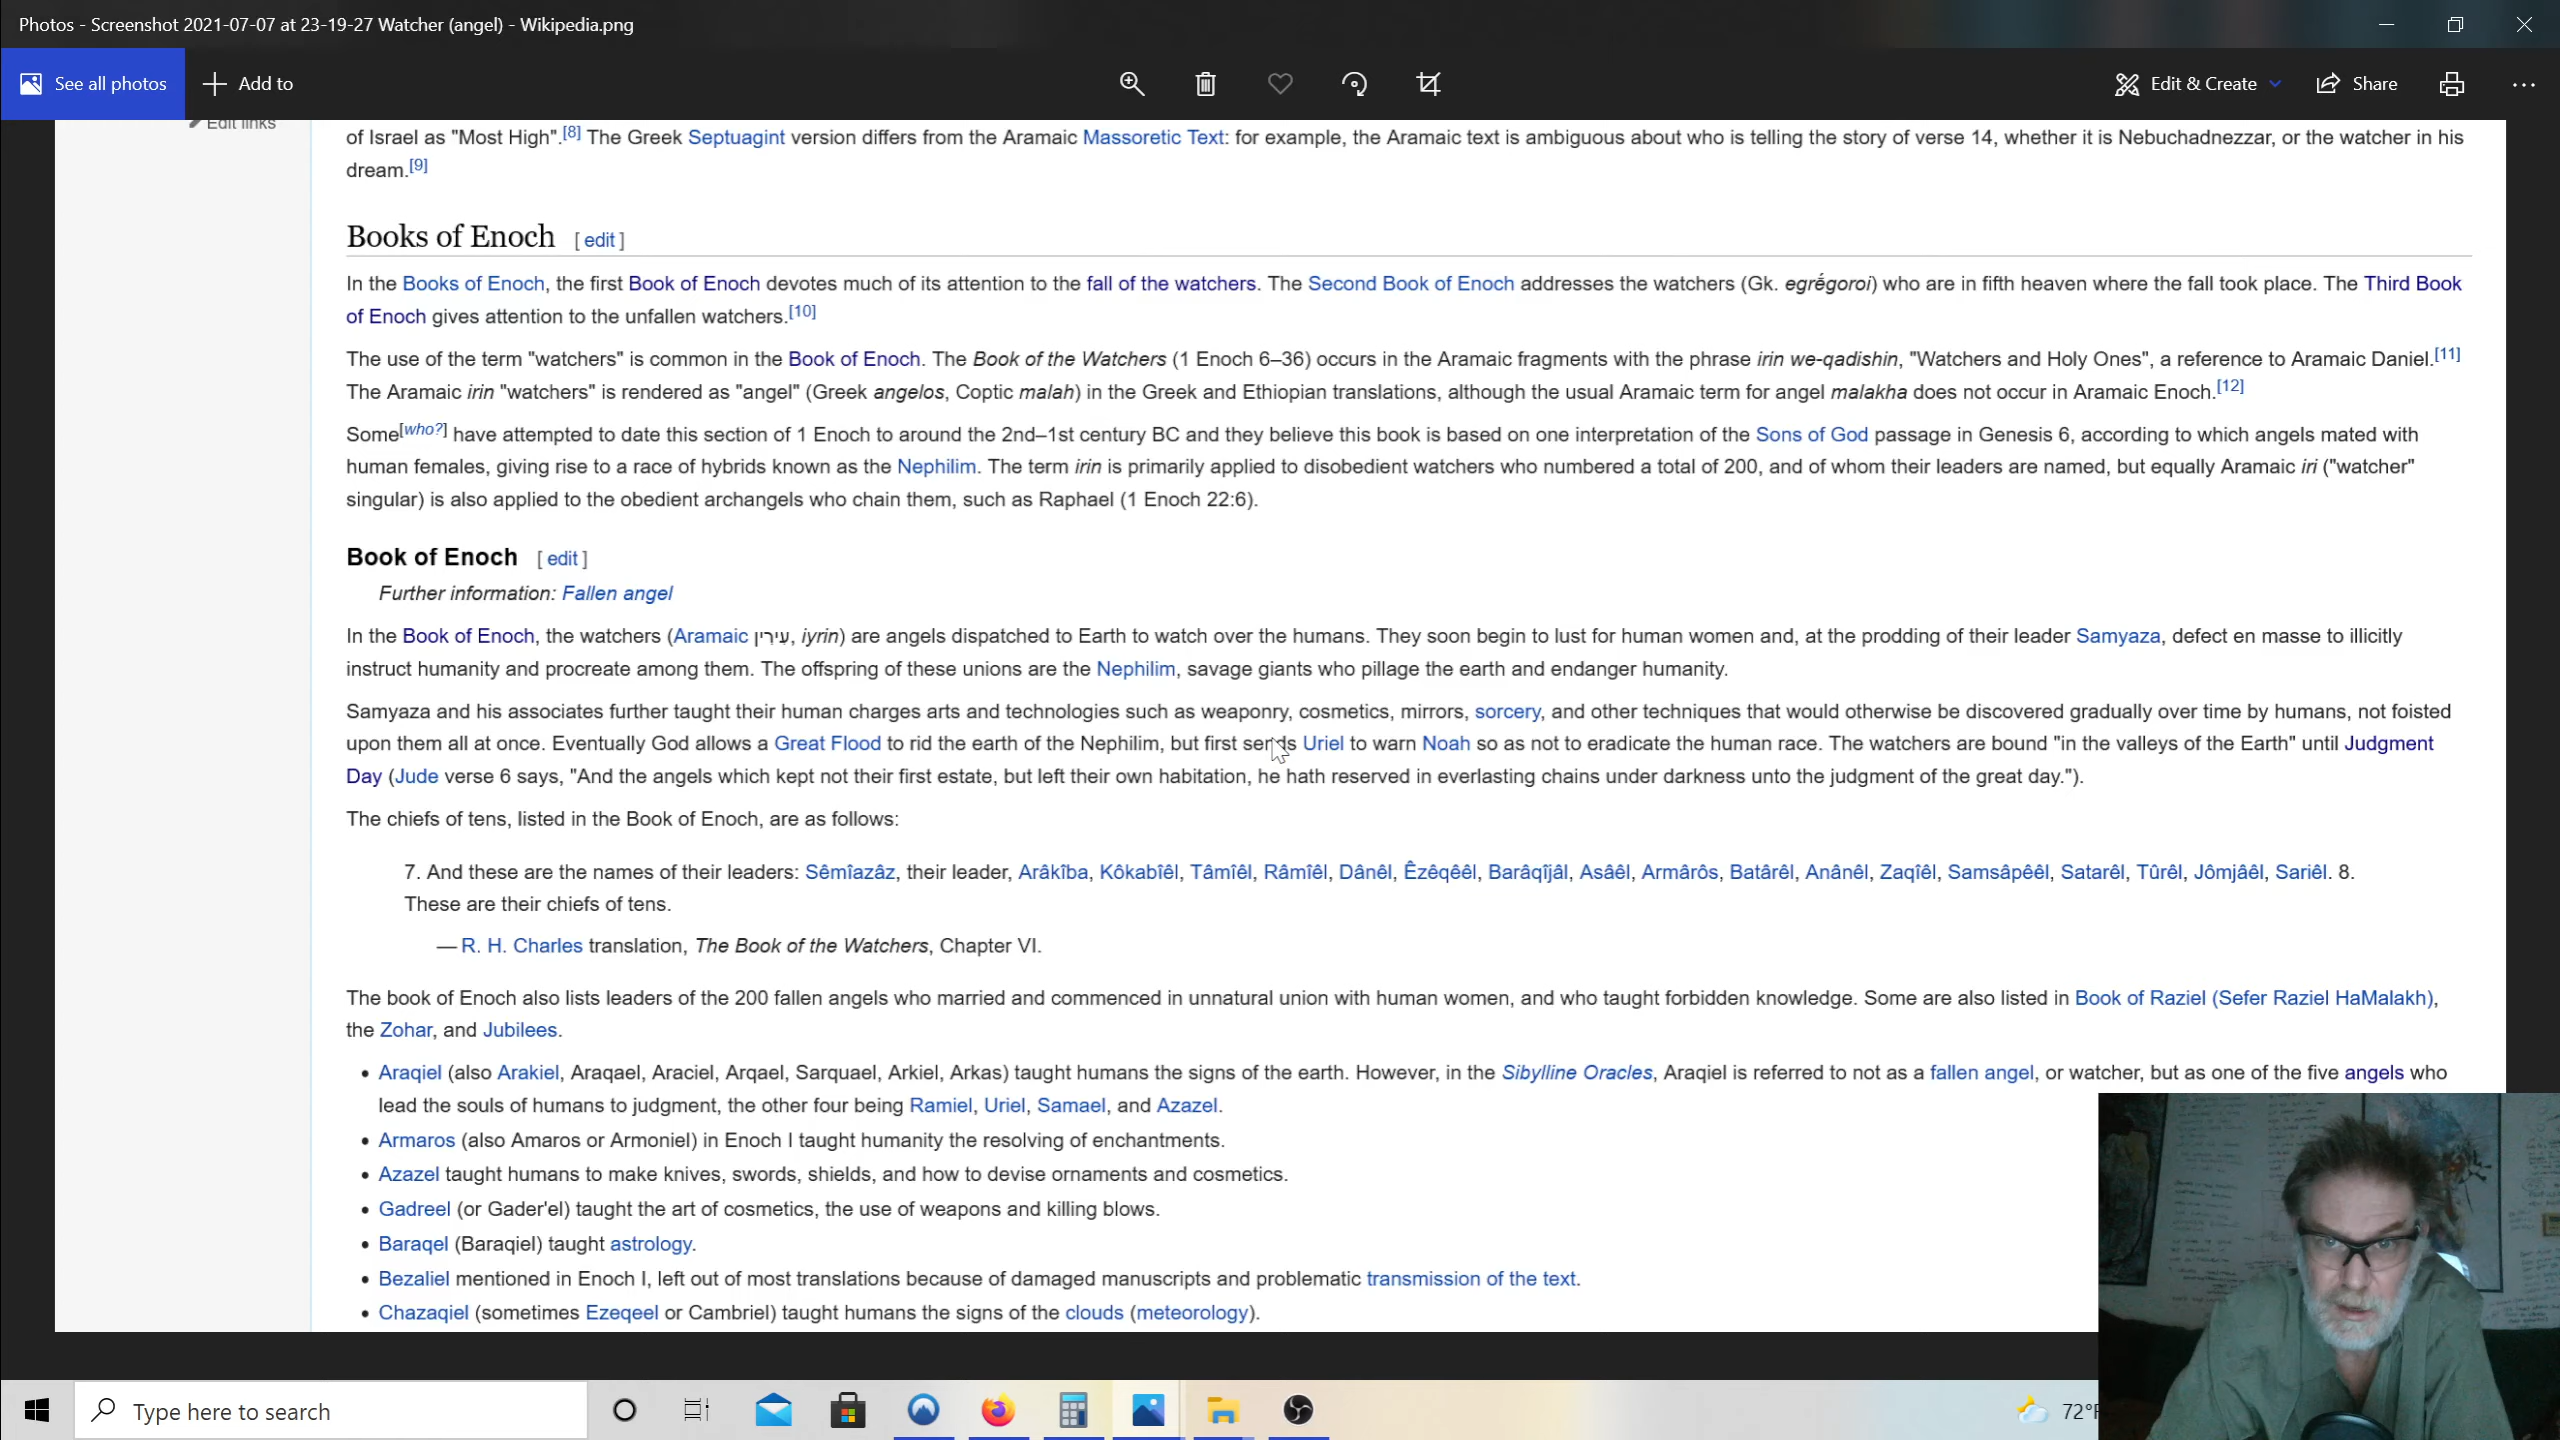 Photos - Screenshot 2021-07-07 at 23-19-27 Watcher (angel) - Wikipedia.png
See all photos
Add to
Edit & Create
Share
Edit links
of Israel as "Most High".[8] The Greek Septuagint version differs from the Aramaic Massoretic Text: for example, the Aramaic text is ambiguous about who is telling the story of verse 14, whether it is Nebuchadnezzar, or the watcher in his
dream.[9]
Books of Enoch [ edit ]
In the Books of Enoch, the first Book of Enoch devotes much of its attention to the fall of the watchers. The Second Book of Enoch addresses the watchers (Gk. egrḗgoroi) who are in fifth heaven where the fall took place. The Third Book
of Enoch gives attention to the unfallen watchers.[10]
The use of the term "watchers" is common in the Book of Enoch. The Book of the Watchers (1 Enoch 6–36) occurs in the Aramaic fragments with the phrase irin we-qadishin, "Watchers and Holy Ones", a reference to Aramaic Daniel.[11]
The Aramaic irin "watchers" is rendered as "angel" (Greek angelos, Coptic malah) in the Greek and Ethiopian translations, although the usual Aramaic term for angel malakha does not occur in Aramaic Enoch.[12]
Some[who?] have attempted to date this section of 1 Enoch to around the 2nd–1st century BC and they believe this book is based on one interpretation of the Sons of God passage in Genesis 6, according to which angels mated with
human females, giving rise to a race of hybrids known as the Nephilim. The term irin is primarily applied to disobedient watchers who numbered a total of 200, and of whom their leaders are named, but equally Aramaic iri ("watcher"
singular) is also applied to the obedient archangels who chain them, such as Raphael (1 Enoch 22:6).
Book of Enoch [ edit ]
Further information: Fallen angel
In the Book of Enoch, the watchers (Aramaic עִירִין, iyrin) are angels dispatched to Earth to watch over the humans. They soon begin to lust for human women and, at the prodding of their leader Samyaza, defect en masse to illicitly
instruct humanity and procreate among them. The offspring of these unions are the Nephilim, savage giants who pillage the earth and endanger humanity.
Samyaza and his associates further taught their human charges arts and technologies such as weaponry, cosmetics, mirrors, sorcery, and other techniques that would otherwise be discovered gradually over time by humans, not foisted
upon them all at once. Eventually God allows a Great Flood to rid the earth of the Nephilim, but first sends Uriel to warn Noah so as not to eradicate the human race. The watchers are bound "in the valleys of the Earth" until Judgment
Day (Jude verse 6 says, "And the angels which kept not their first estate, but left their own habitation, he hath reserved in everlasting chains under darkness unto the judgment of the great day.").
The chiefs of tens, listed in the Book of Enoch, are as follows:
7. And these are the names of their leaders: Sêmîazâz, their leader, Arâkîba, Kôkabîêl, Tâmîêl, Râmîêl, Dânêl, Êzêqêêl, Barâqîjâl, Asâêl, Armârôs, Batârêl, Anânêl, Zaqîêl, Samsâpêêl, Satarêl, Tûrêl, Jômjâêl, Sariêl. 8.
These are their chiefs of tens.
— R. H. Charles translation, The Book of the Watchers, Chapter VI.
The book of Enoch also lists leaders of the 200 fallen angels who married and commenced in unnatural union with human women, and who taught forbidden knowledge. Some are also listed in Book of Raziel (Sefer Raziel HaMalakh),
the Zohar, and Jubilees.
• Araqiel (also Arakiel, Araqael, Araciel, Arqael, Sarquael, Arkiel, Arkas) taught humans the signs of the earth. However, in the Sibylline Oracles, Araqiel is referred to not as a fallen angel, or watcher, but as one of the five angels who
lead the souls of humans to judgment, the other four being Ramiel, Uriel, Samael, and Azazel.
• Armaros (also Amaros or Armoniel) in Enoch I taught humanity the resolving of enchantments.
• Azazel taught humans to make knives, swords, shields, and how to devise ornaments and cosmetics.
• Gadreel (or Gader'el) taught the art of cosmetics, the use of weapons and killing blows.
• Baraqel (Baraqiel) taught astrology.
• Bezaliel mentioned in Enoch I, left out of most translations because of damaged manuscripts and problematic transmission of the text.
• Chazaqiel (sometimes Ezeqeel or Cambriel) taught humans the signs of the clouds (meteorology).
Type here to search
72°F